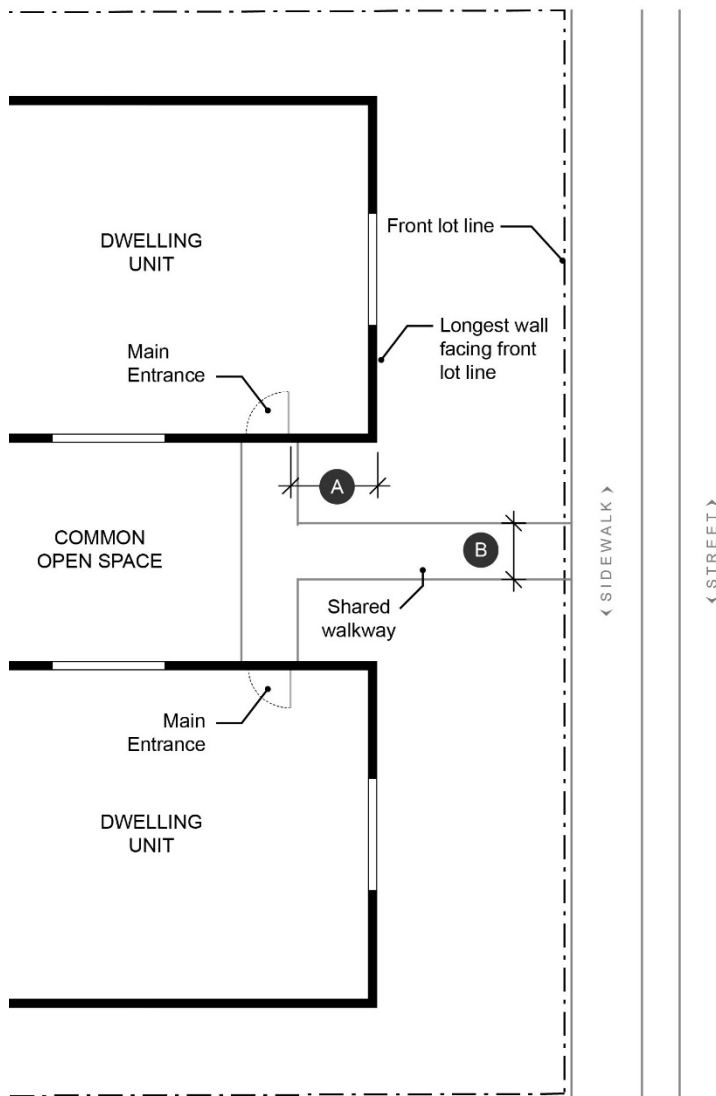 DWELLING
UNIT
Front lot line
Longest wall
facing front
lot line
Main
Entrance
A
COMMON
OPEN SPACE
B
< SIDEWALK >
< STREET >
Shared
walkway
Main
Entrance
DWELLING
UNIT